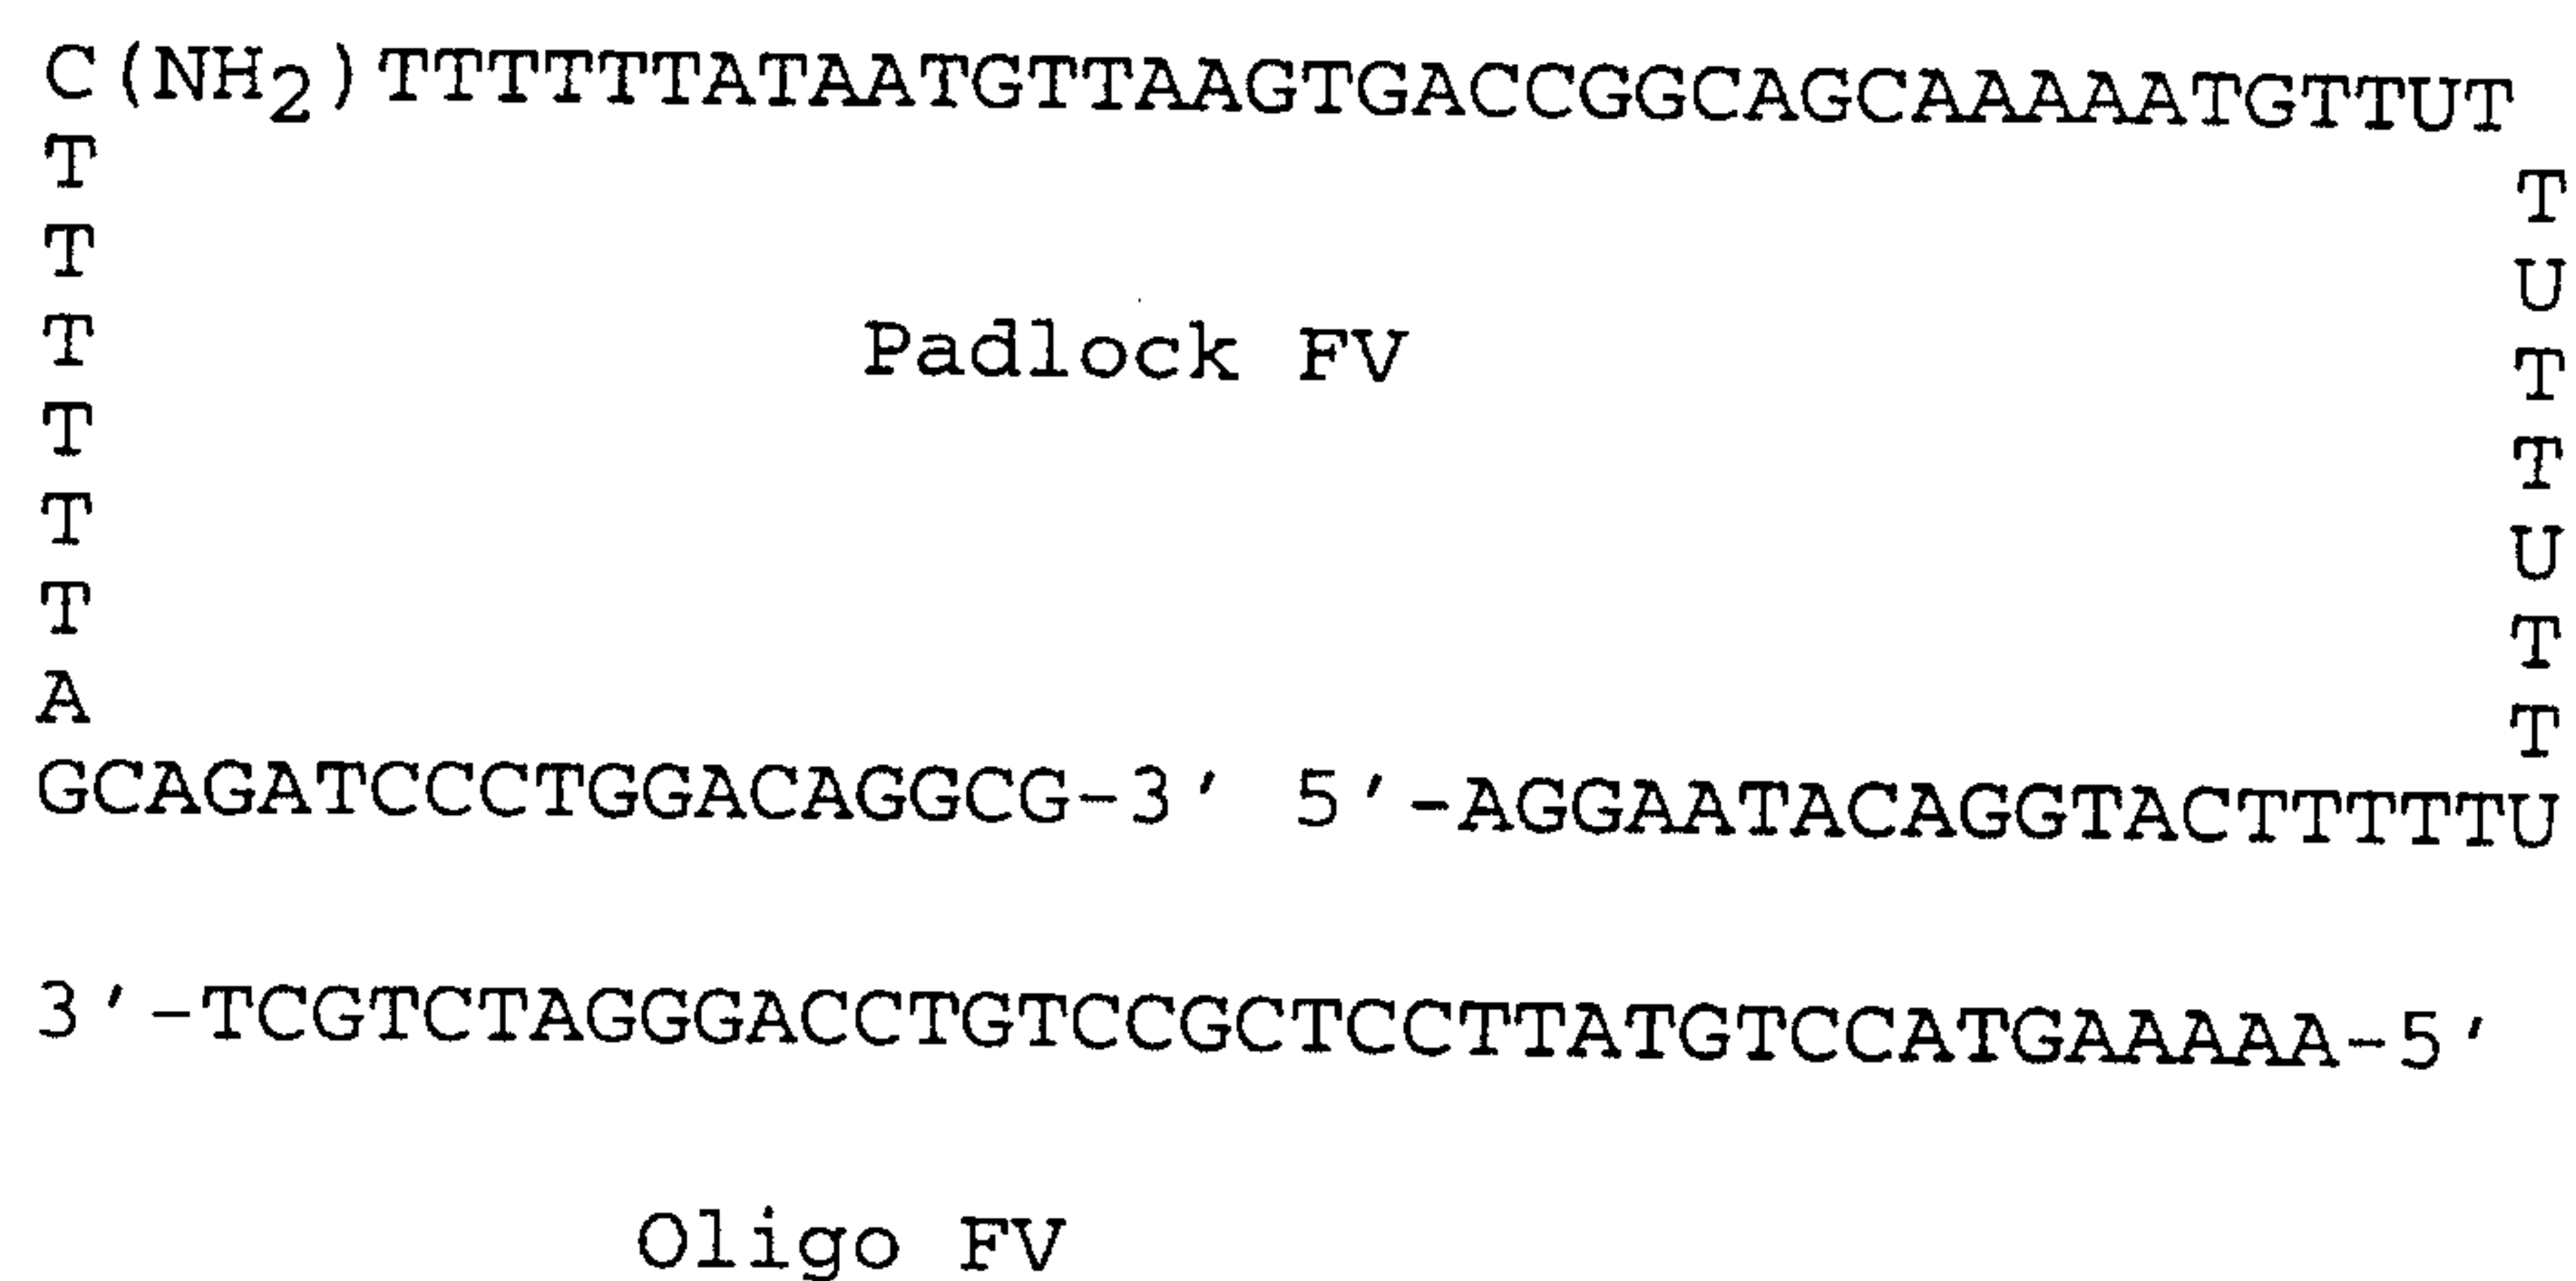 C(NH2)TTTTTTATAATGTTAAGTGACCGGCAGCAAAAATGTTUT
T
T
T
T
T
T
A
T
U
T
T
U
T
T
Padlock FV
GCAGATCCCTGGACAGGCG-3' 5'-AGGAATACAGGTACTTTTTU
3'-TCGTCTAGGGACCTGTCCGCTCCTTATGTCCATGAAAAA-5'
Oligo FV